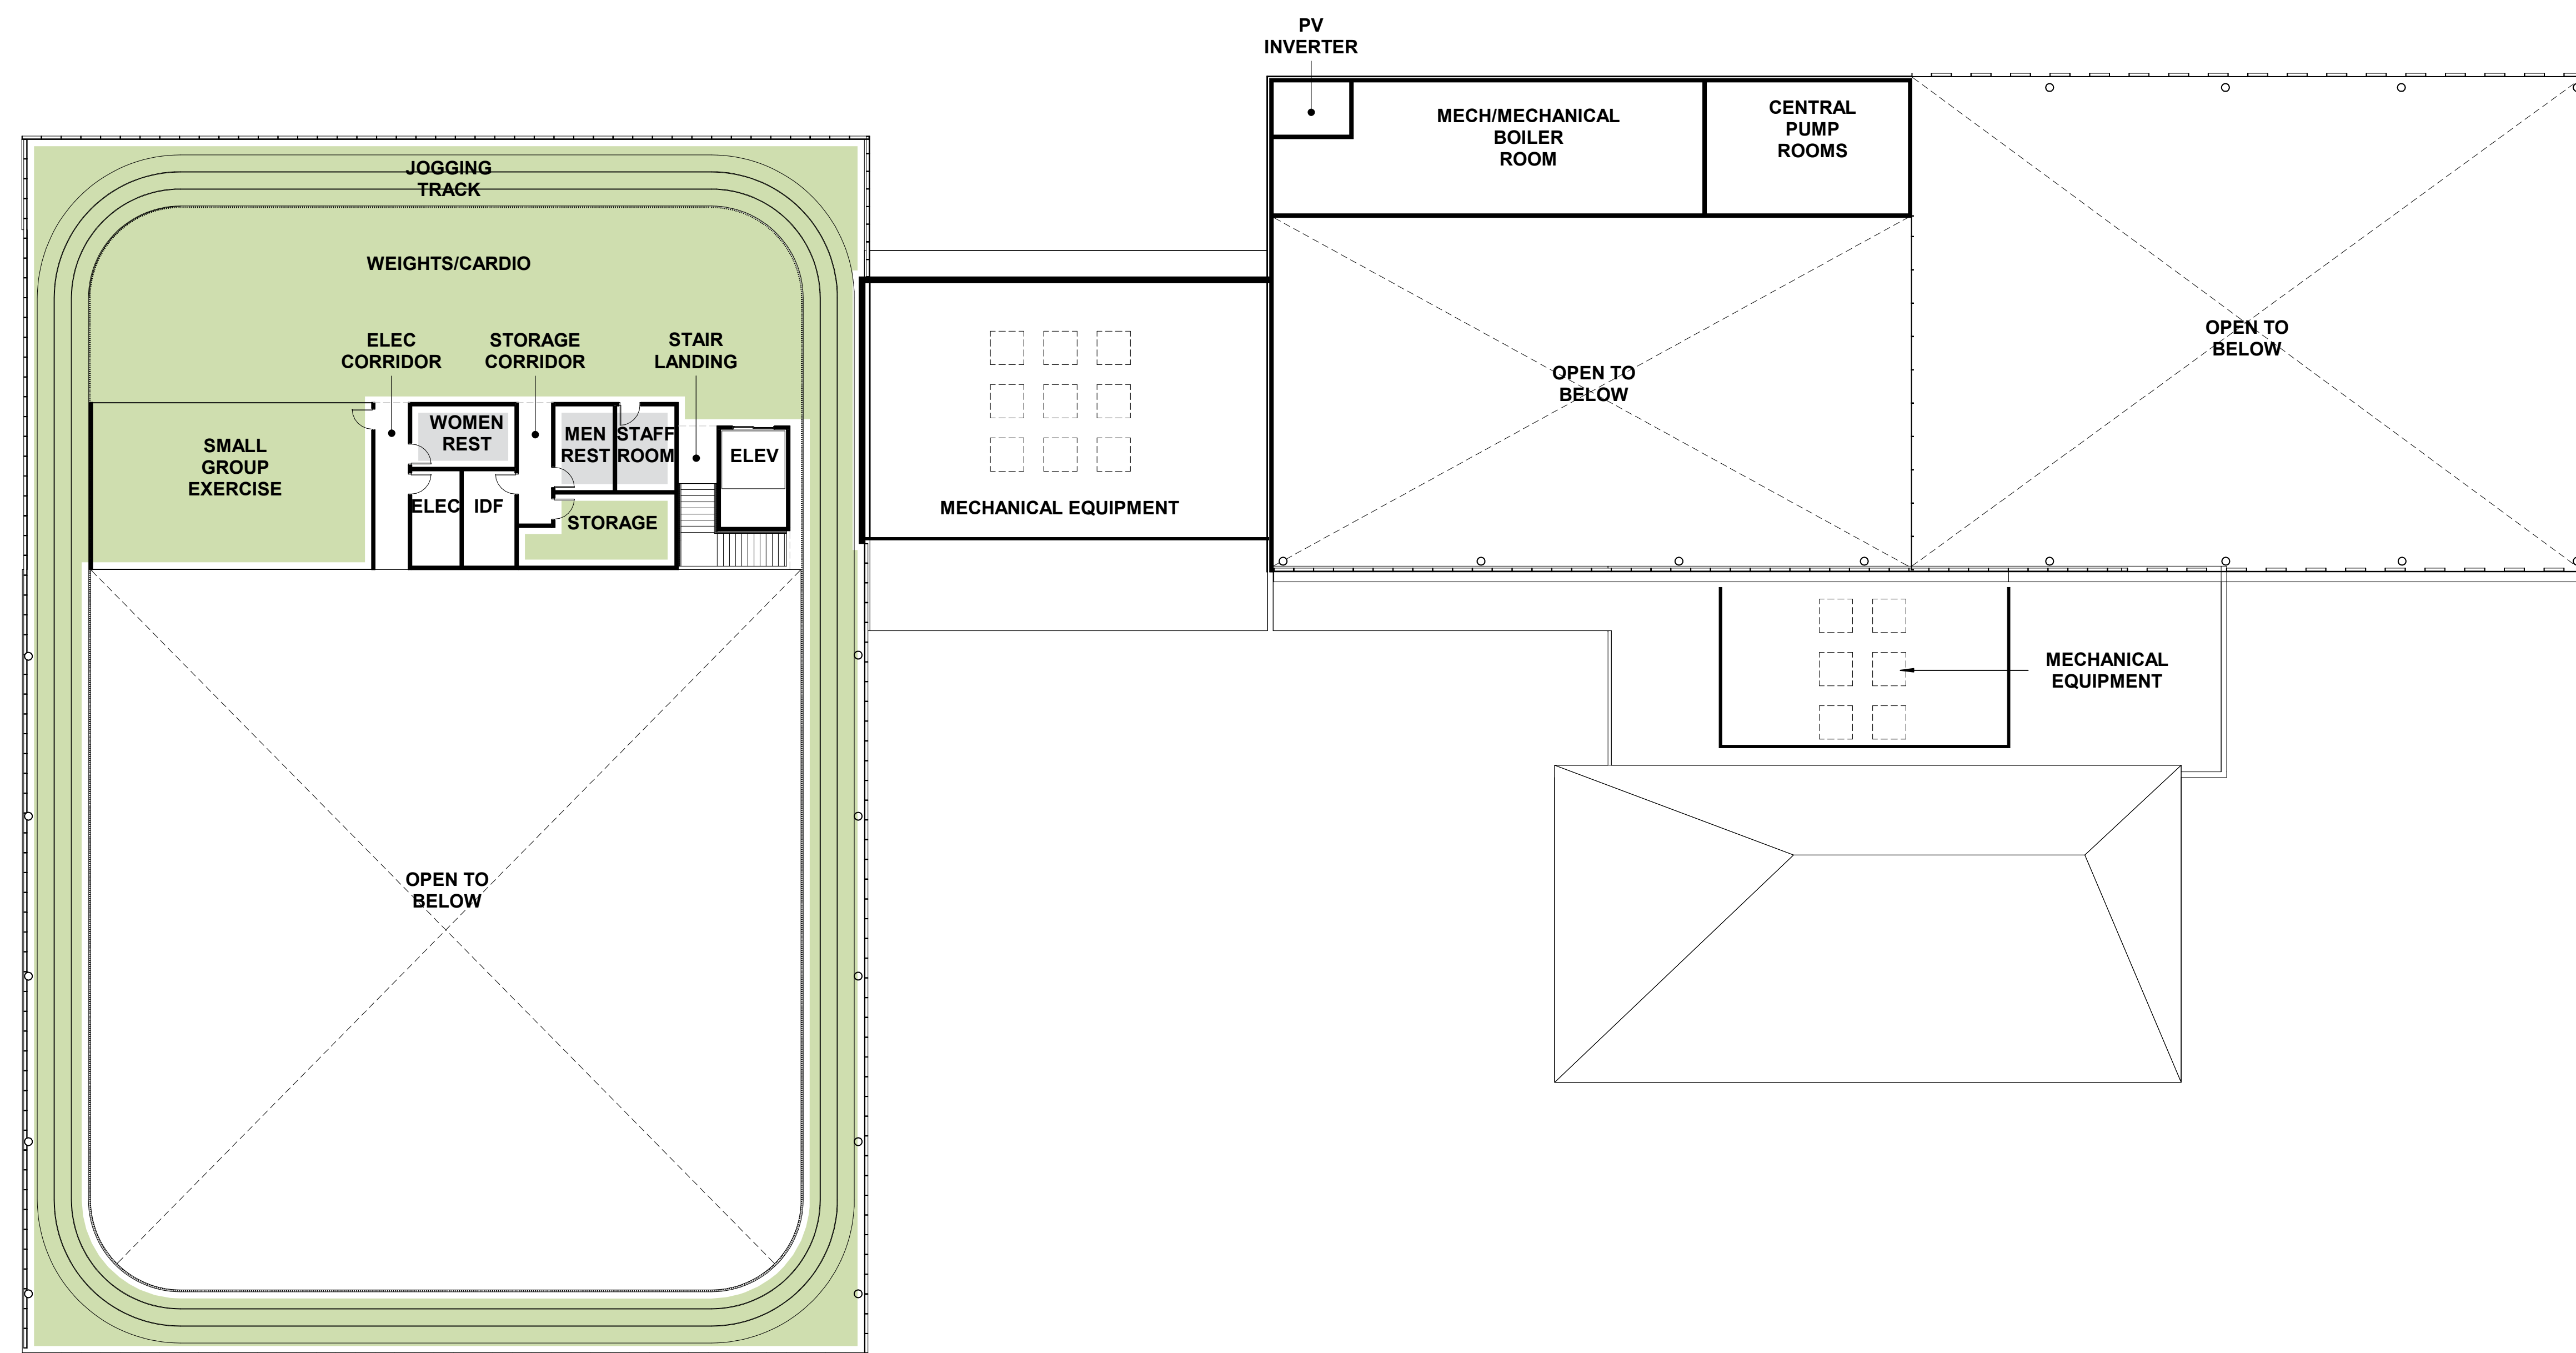 PV
INVERTER
MECH/MECHANICAL
BOILER
ROOM
CENTRAL
PUMP
ROOMS
JOGGING
TRACK
WEIGHTS/CARDIO
ELEC
CORRIDOR
STORAGE
CORRIDOR
STAIR
LANDING
OPEN TO
BELOW
OPEN TO
BELOW
SMALL
GROUP
EXERCISE
WOMEN
REST
MEN
REST
STAFF
ROOM
ELEV
ELEC
IDF
STORAGE
MECHANICAL EQUIPMENT
MECHANICAL
EQUIPMENT
OPEN TO
BELOW